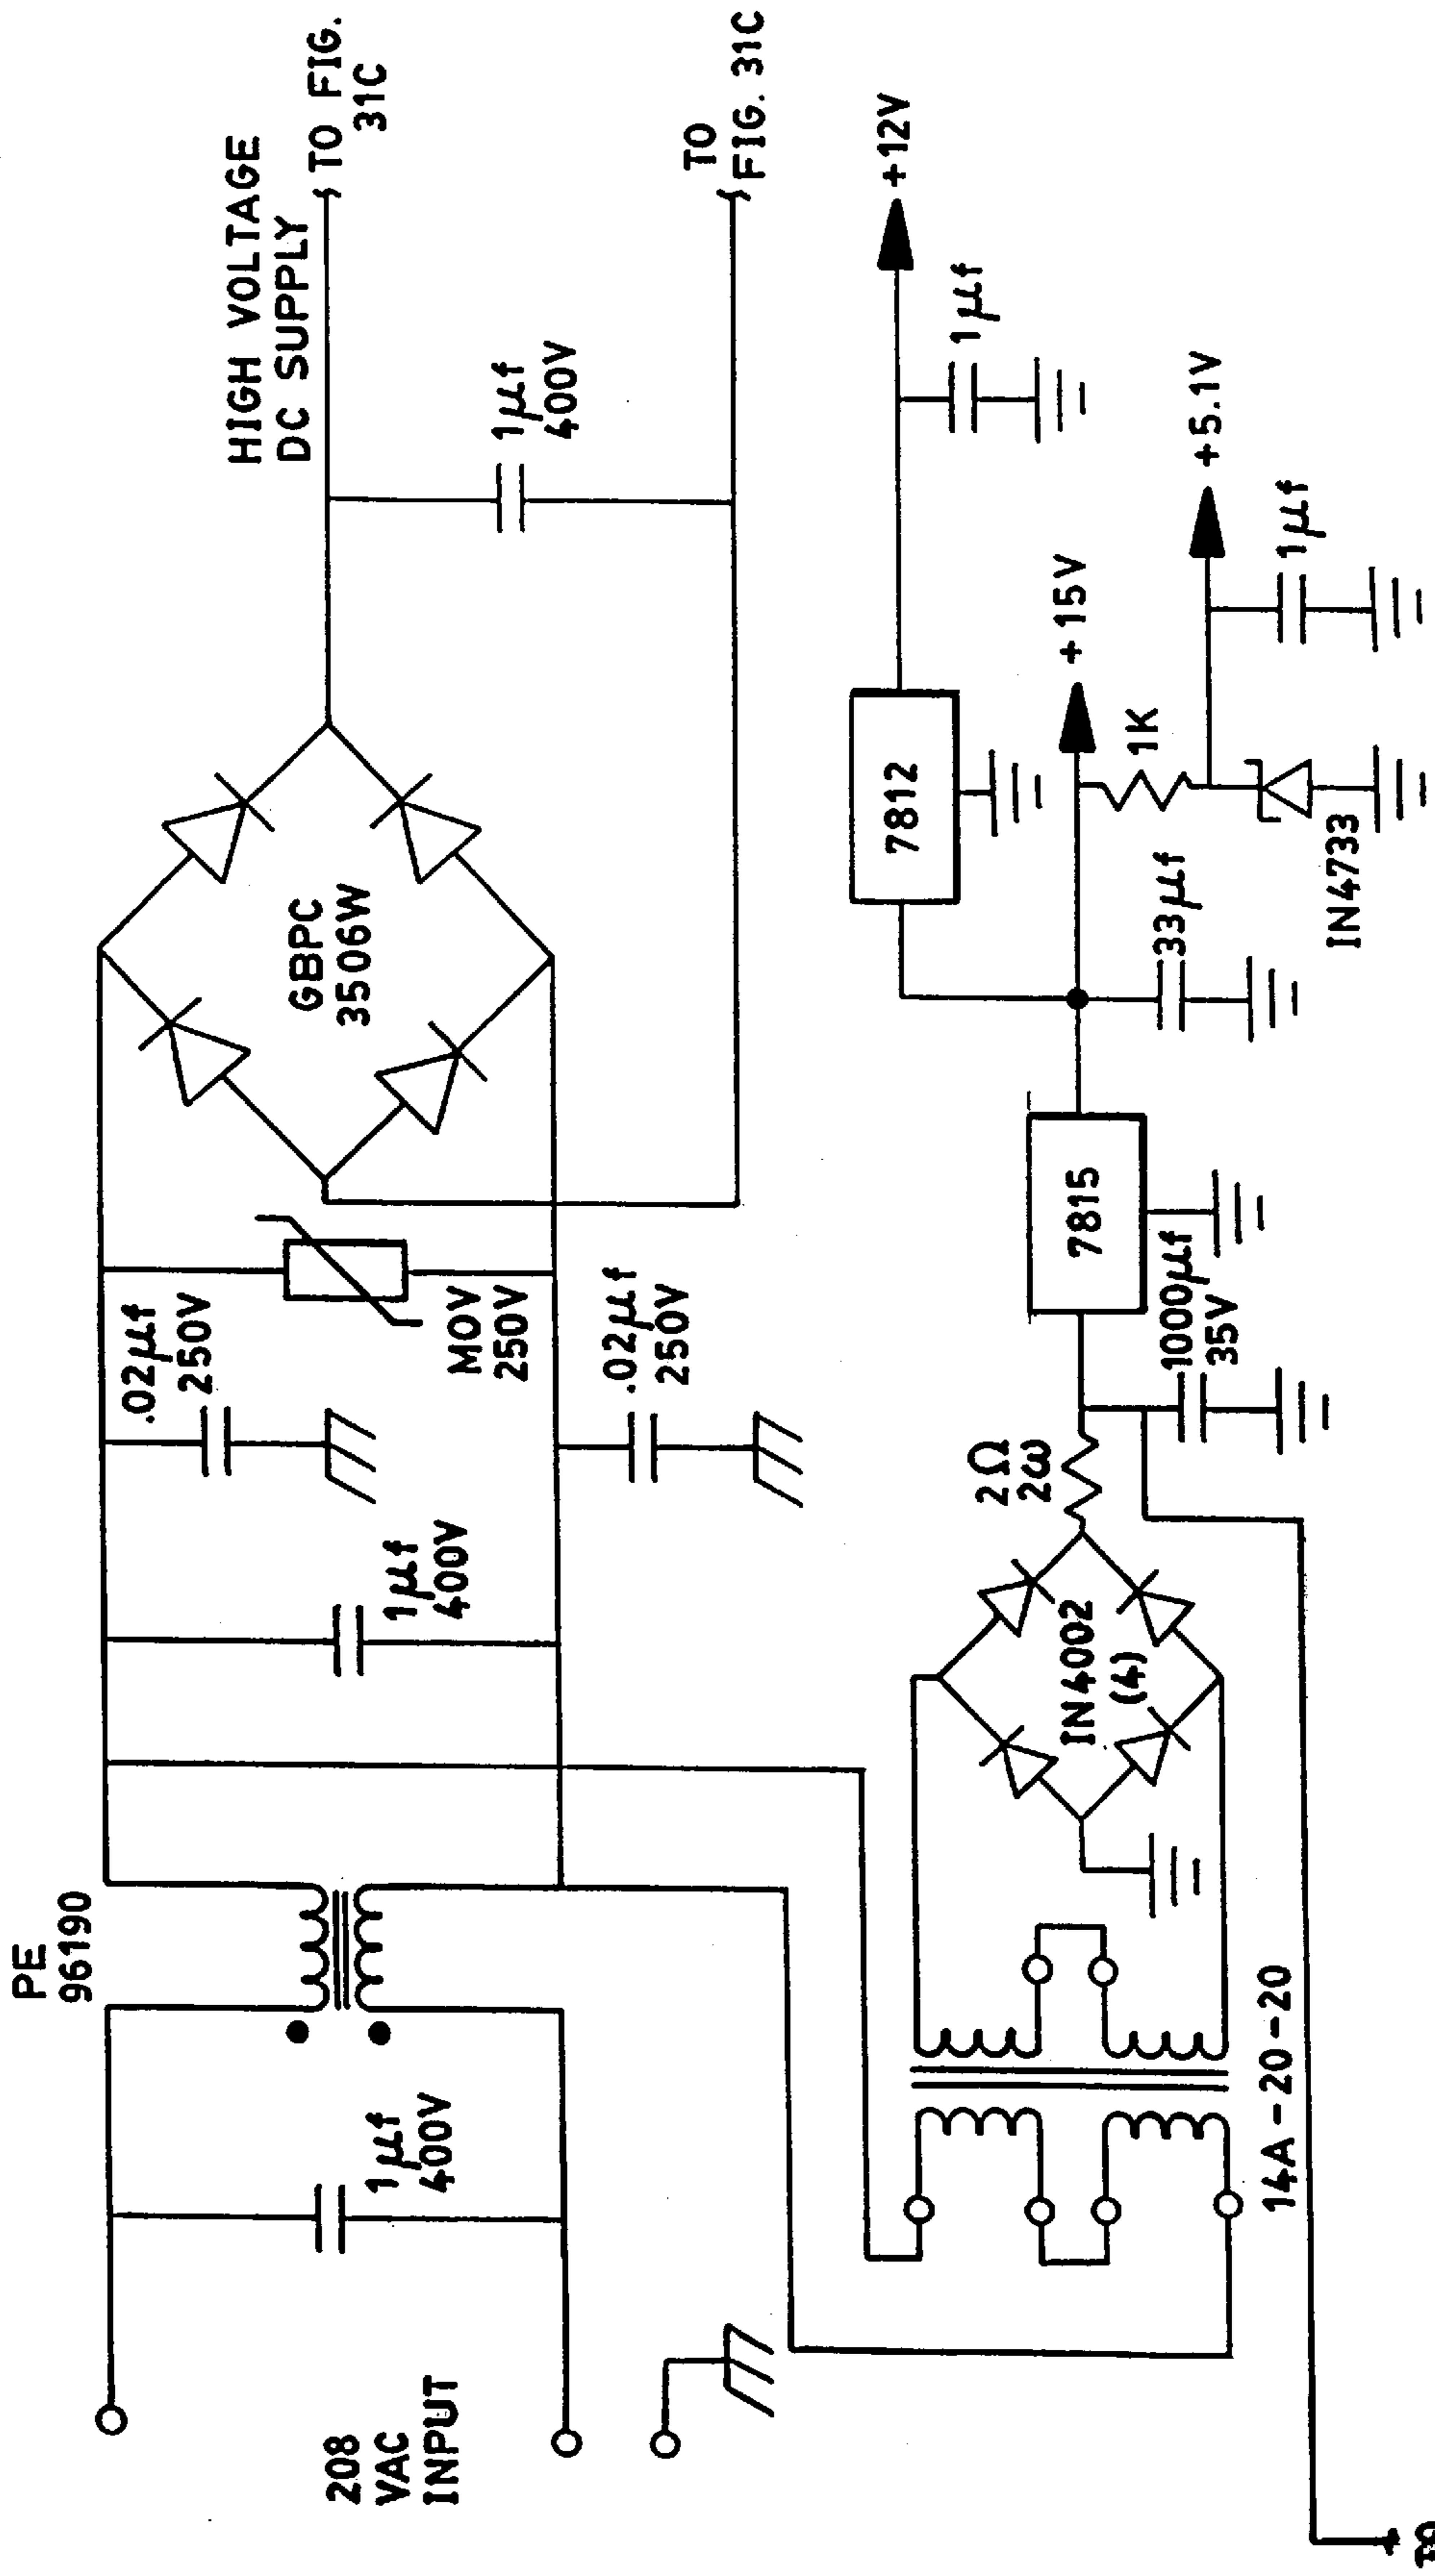 208
VAC
INPUT
1µf
400V
PE
96190
1µf
400V
.02µf
250V
MOV
250V
.02µf
250V
GBPC
3506W
HIGH VOLTAGE
DC SUPPLY
TO FIG.
31C
1µf
400V
TO
FIG. 31C
14A-20-20
IN4002
(4)
2Ω
2ω
1000µf
35V
7815
33µf
7812
+12V
1µf
+15V
1K
IN4733
+5.1V
1µf
TO